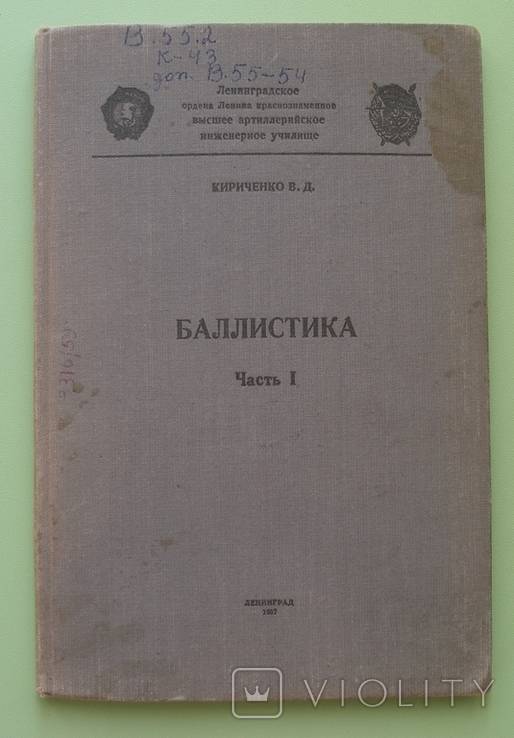 В.55.2
К-43
доп. В.55-54
Ленинградское
ордена Ленина краснознаменное
высшее артиллерийское
инженерное училище
КИРИЧЕНКО В. Д.
БАЛЛИСТИКА
Часть I
ЛЕНИНГРАД
1957
VIOLITY